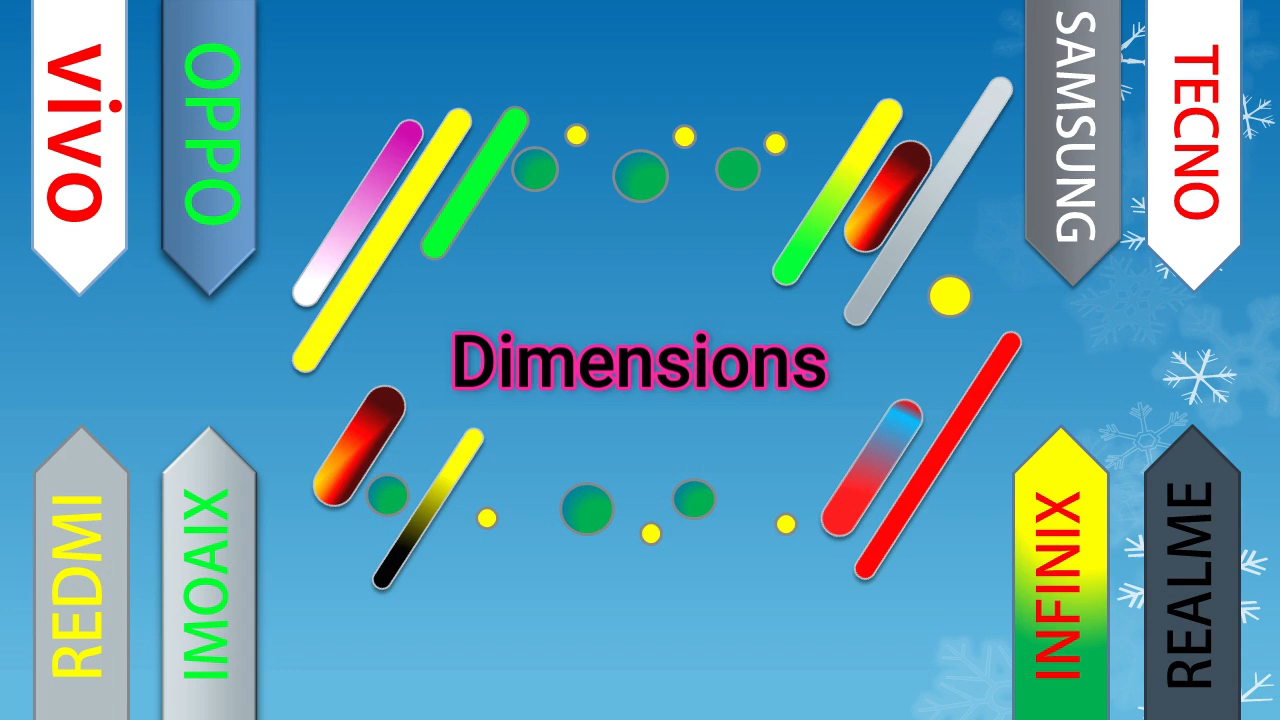 ViVO
OPPO
SAMSUNG
TECNO
Dimensions
REDMI
IMOAIX
INFINIX
REALME